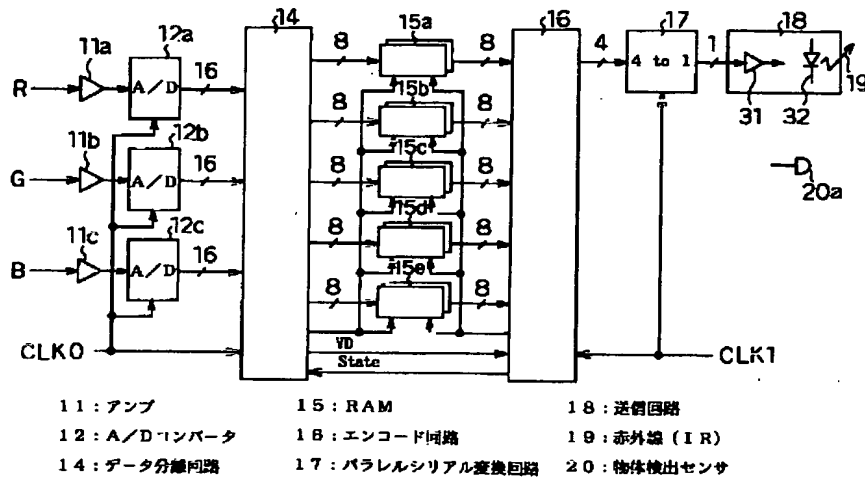 14
15a
16
17
18
11a
12a
8
8
4
1
R
A/D
16
4 to 1
19
15b
31
32
11b
12b
8
8
15c
G
A/D
16
8
8
20a
15d
11c
12c
8
8
B
A/D
16
15e
8
8
CLK0
VD
State
CLK1
11：アンプ
15：RAM
18：送信回路
12：A/Dコンバータ
16：エンコード回路
19：赤外線（IR）
14：データ分離回路
17：パラレルシリアル変換回路
20：物体検出センサ